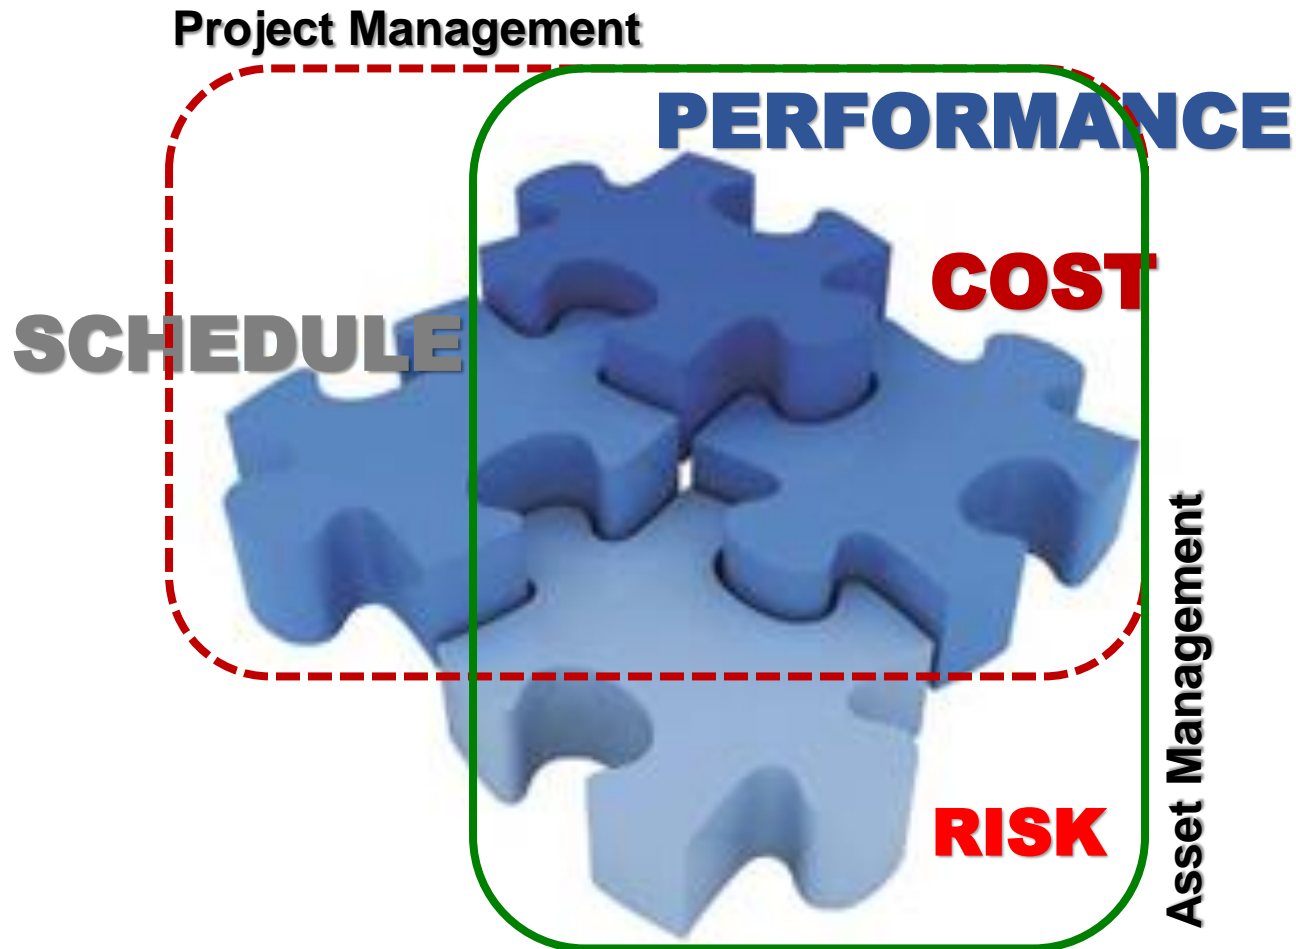 Project Management
PERFORMANCE
COST
SCHEDULE
Asset Management
RISK